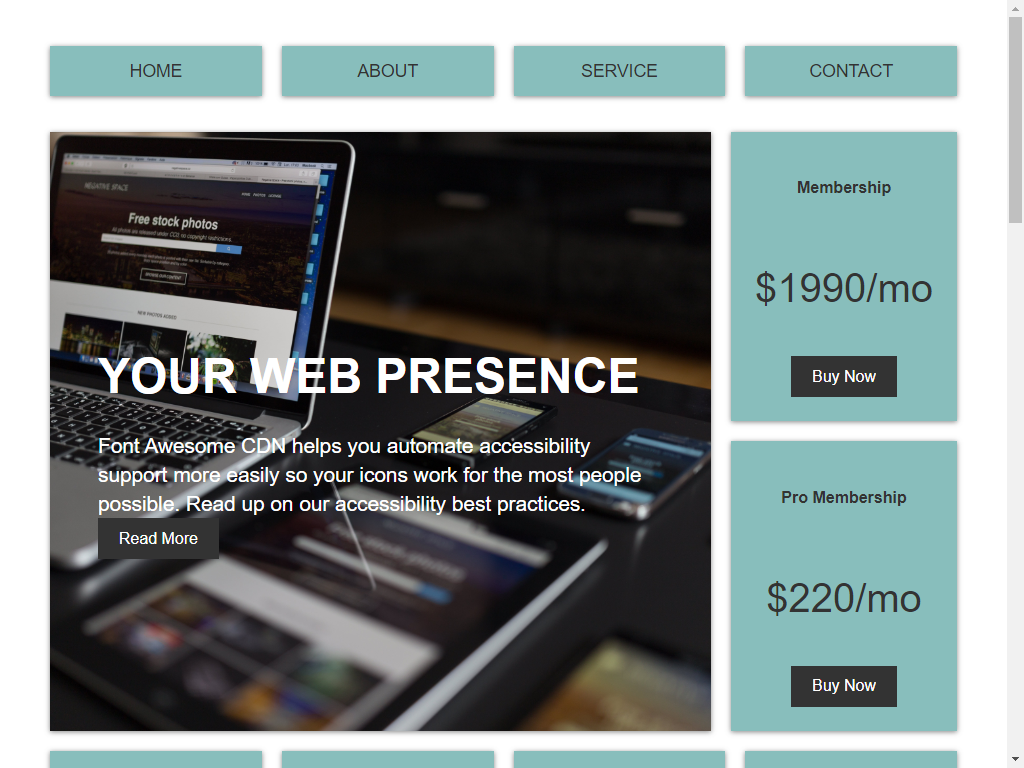 HOME
ABOUT
SERVICE
CONTACT
NEGATIVE SPACE
Free stock photos
YOUR WEB PRESENCE
Font Awesome CDN helps you automate accessibility
support more easily so your icons work for the most people
possible. Read up on our accessibility best practices.
Read More
Membership
$1990/mo
Buy Now
Pro Membership
$220/mo
Buy Now